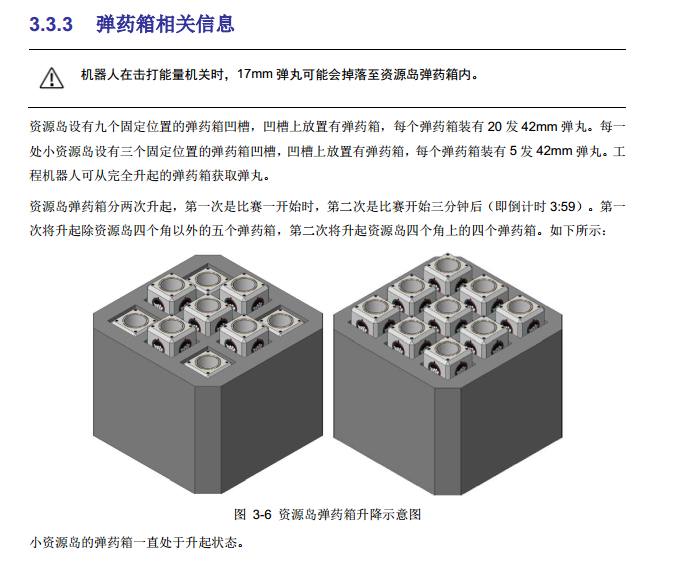 3.3.3 弹药箱相关信息
机器人在击打能量机关时，17mm 弹丸可能会掉落至资源岛弹药箱内。
资源岛设有九个固定位置的弹药箱凹槽，凹槽上放置有弹药箱，每个弹药箱装有 20 发 42mm 弹丸。每一
处小资源岛设有三个固定位置的弹药箱凹槽，凹槽上放置有弹药箱，每个弹药箱装有 5 发 42mm 弹丸。工
程机器人可从完全升起的弹药箱获取弹丸。
资源岛弹药箱分两次升起，第一次是比赛一开始时，第二次是比赛开始三分钟后（即倒计时 3:59）。第一
次将升起除资源岛四个角以外的五个弹药箱，第二次将升起资源岛四个角上的四个弹药箱。如下所示：
图 3-6 资源岛弹药箱升降示意图
小资源岛的弹药箱一直处于升起状态。